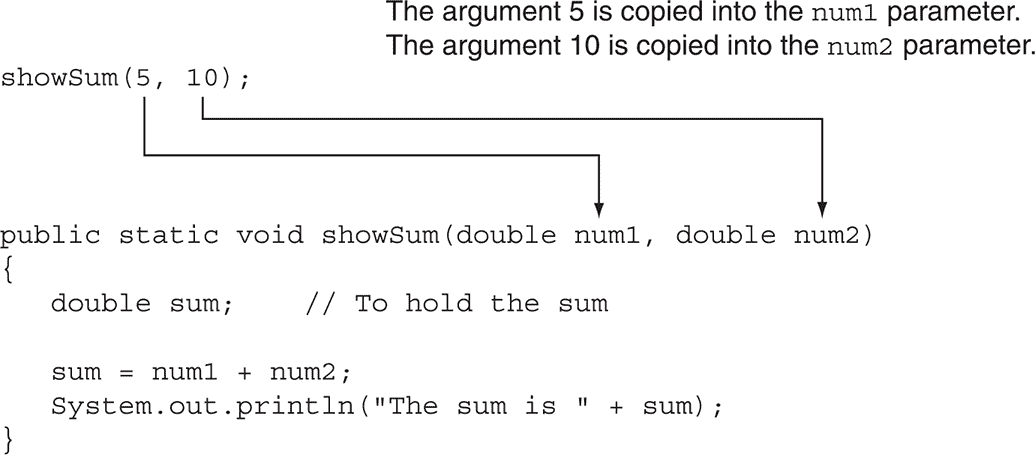 The argument 5 is copied into the num1 parameter.
The argument 10 is copied into the num2 parameter.
showSum(5, 10);
public static void showSum(double num1, double num2)
{
   double sum;    // To hold the sum
   sum = num1 + num2;
   System.out.println("The sum is " + sum);
}